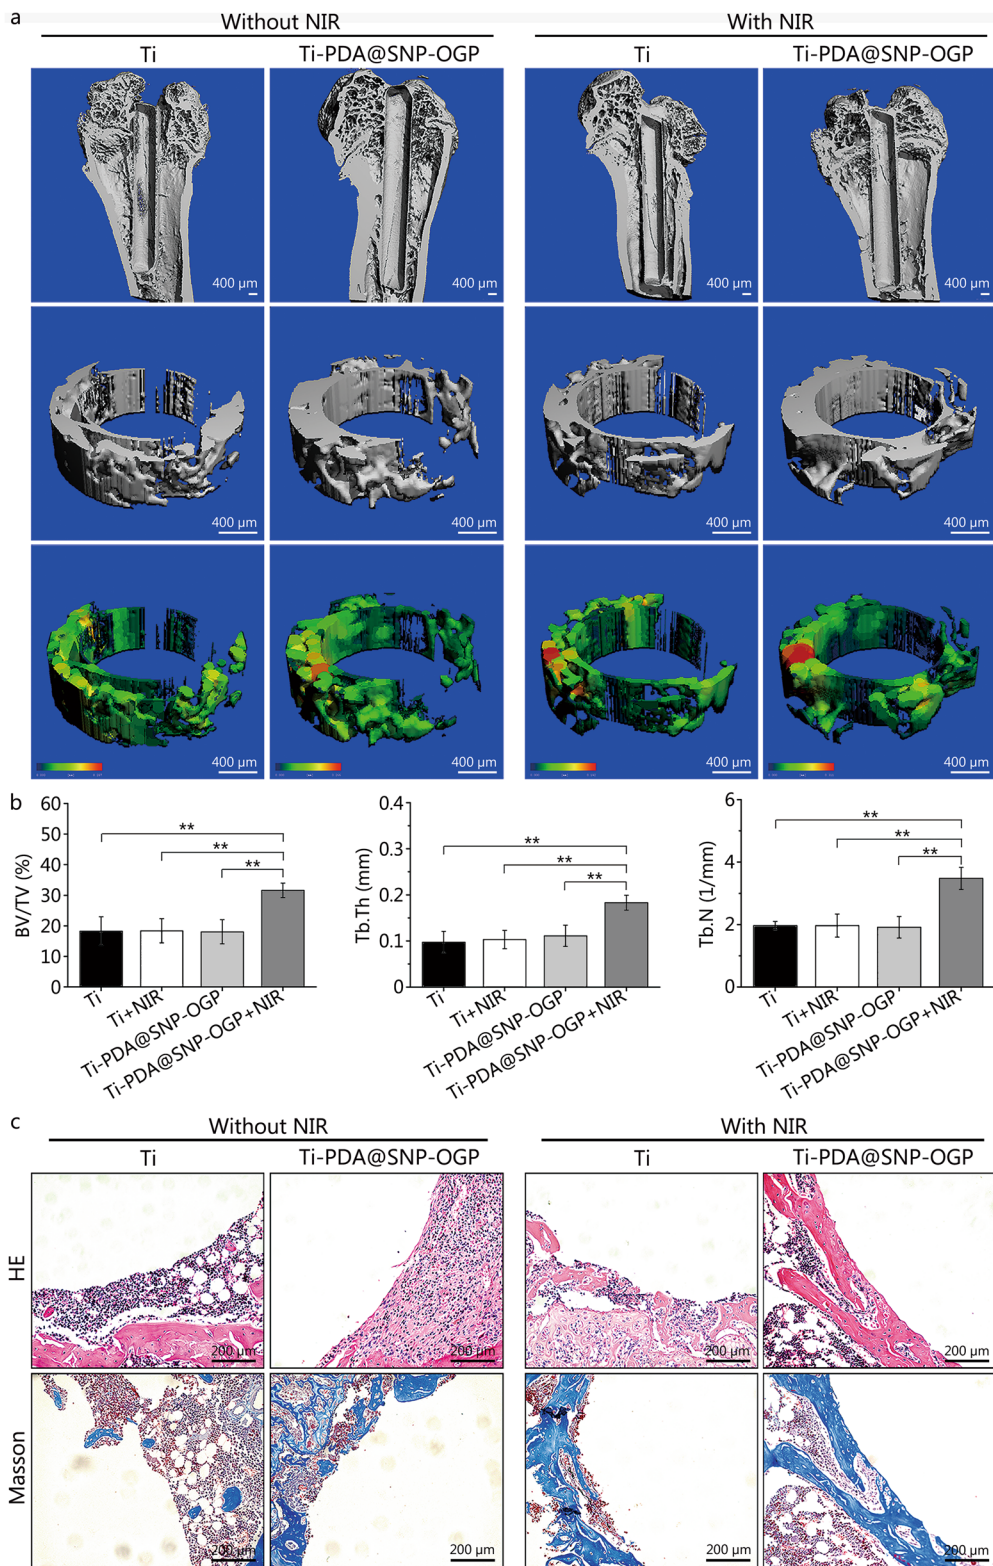 a
Without NIR
With NIR
Ti
Ti-PDA@SNP-OGP
Ti
Ti-PDA@SNP-OGP
400 μm
400 μm
400 μm
400 μm
400 μm
400 μm
400 μm
400 μm
400 μm
400 μm
400 μm
400 μm
b
BV/TV (%)
60
50
40
30
20
10
0
**
**
**
Ti
Ti+NIR
Ti-PDA@SNP-OGP
Ti-PDA@SNP-OGP+NIR
Tb.Th (mm)
0.4
0.3
0.2
0.1
0.0
**
**
**
Ti
Ti+NIR
Ti-PDA@SNP-OGP
Ti-PDA@SNP-OGP+NIR
Tb.N (1/mm)
6
4
2
0
**
**
**
Ti
Ti+NIR
Ti-PDA@SNP-OGP
Ti-PDA@SNP-OGP+NIR
c
Without NIR
With NIR
Ti
Ti-PDA@SNP-OGP
Ti
Ti-PDA@SNP-OGP
HE
200 μm
200 μm
200 μm
200 μm
Masson
200 μm
200 μm
200 μm
200 μm